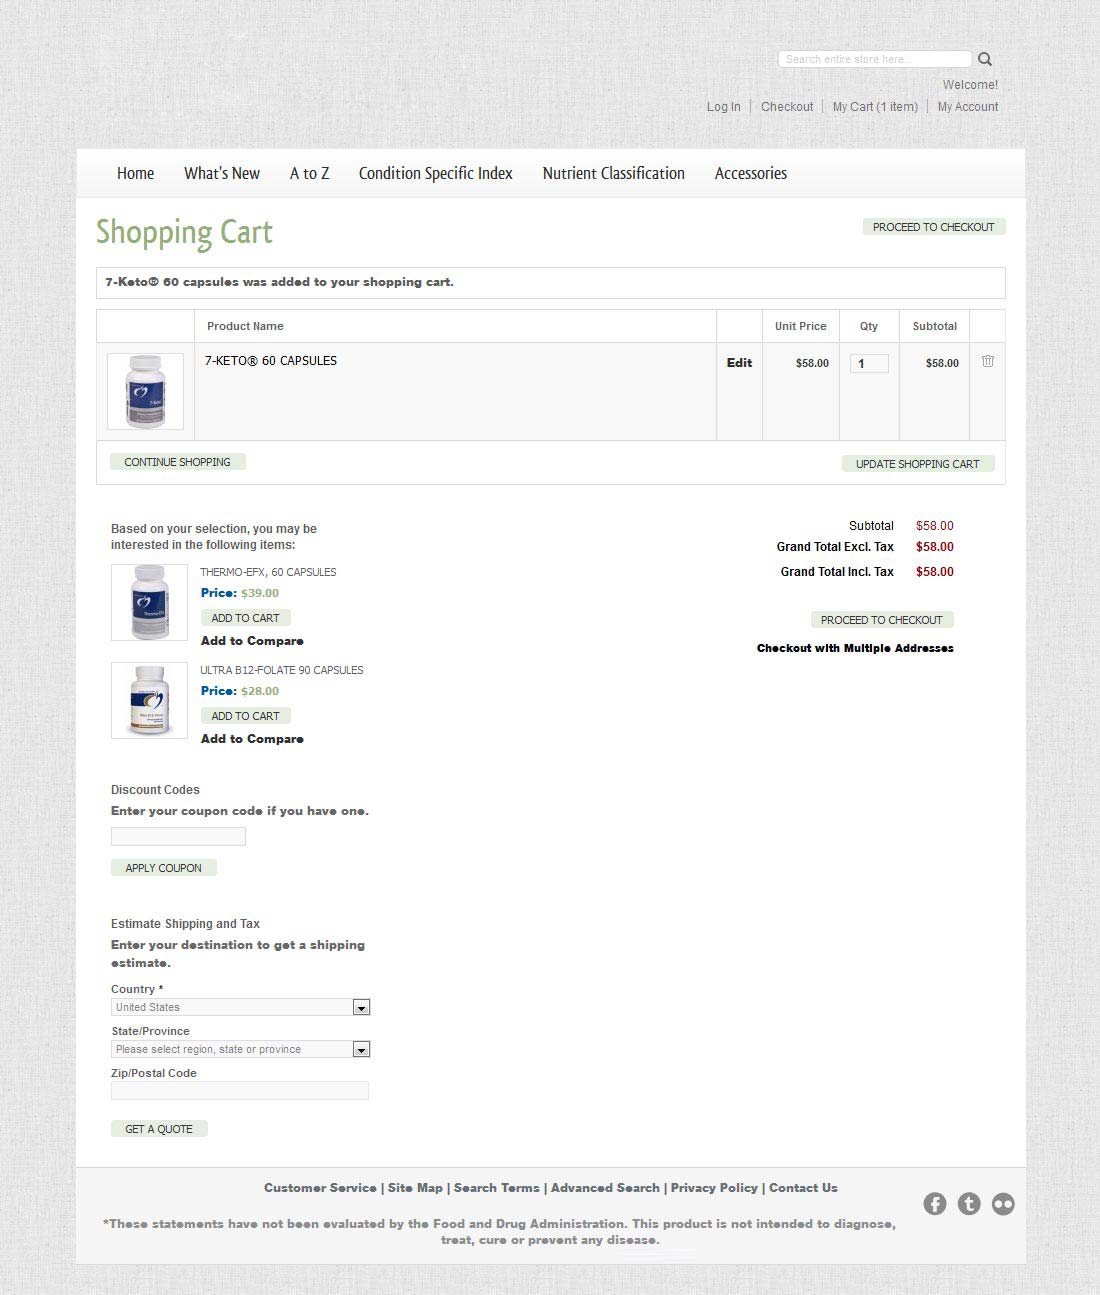 Search entire store here...
Welcome!
Log In | Checkout | My Cart (1 item) | My Account
Home What's New A to Z Condition Specific Index Nutrient Classification Accessories
Shopping Cart
PROCEED TO CHECKOUT
7-Keto® 60 capsules was added to your shopping cart.
Product Name Unit Price Qty Subtotal
7-KETO® 60 CAPSULES Edit $58.00 1 $58.00
CONTINUE SHOPPING UPDATE SHOPPING CART
Based on your selection, you may be
interested in the following items:
THERMO-EFX, 60 CAPSULES
Price: $39.00
ADD TO CART
Add to Compare
ULTRA B12-FOLATE 90 CAPSULES
Price: $28.00
ADD TO CART
Add to Compare
Subtotal $58.00
Grand Total Excl. Tax $58.00
Grand Total Incl. Tax $58.00
PROCEED TO CHECKOUT
Checkout with Multiple Addresses
Discount Codes
Enter your coupon code if you have one.
APPLY COUPON
Estimate Shipping and Tax
Enter your destination to get a shipping
estimate.
Country *
United States
State/Province
Please select region, state or province
Zip/Postal Code
GET A QUOTE
Customer Service | Site Map | Search Terms | Advanced Search | Privacy Policy | Contact Us
*These statements have not been evaluated by the Food and Drug Administration. This product is not intended to diagnose,
treat, cure or prevent any disease.